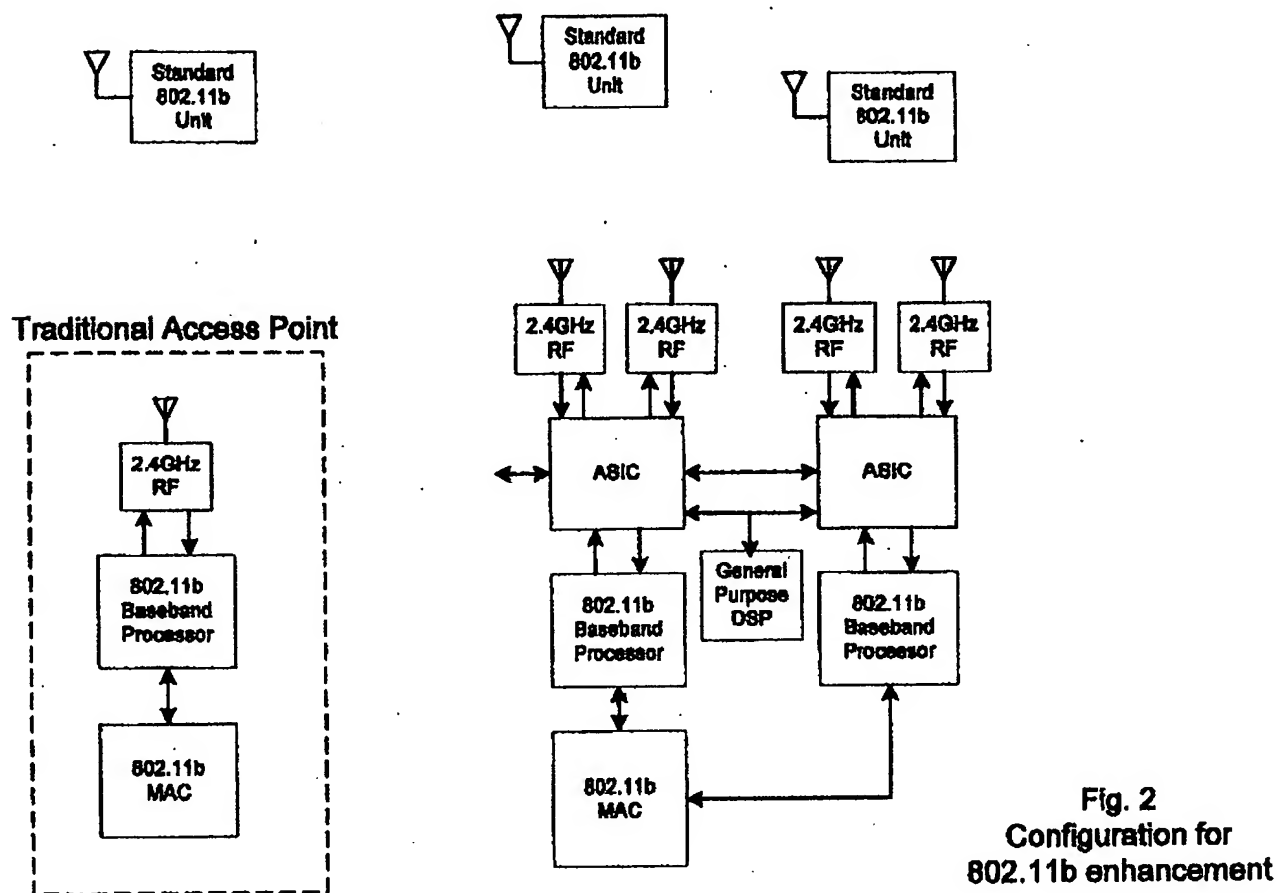 Standard
802.11b
Unit
Standard
802.11b
Unit
Standard
802.11b
Unit
Traditional Access Point
2.4GHz
RF
802.11b
Baseband
Processor
802.11b
MAC
2.4GHz
RF
2.4GHz
RF
2.4GHz
RF
2.4GHz
RF
ASIC
ASIC
802.11b
Baseband
Processor
General
Purpose
DSP
802.11b
Baseband
Processor
802.11b
MAC
Fig. 2
Configuration for
802.11b enhancement